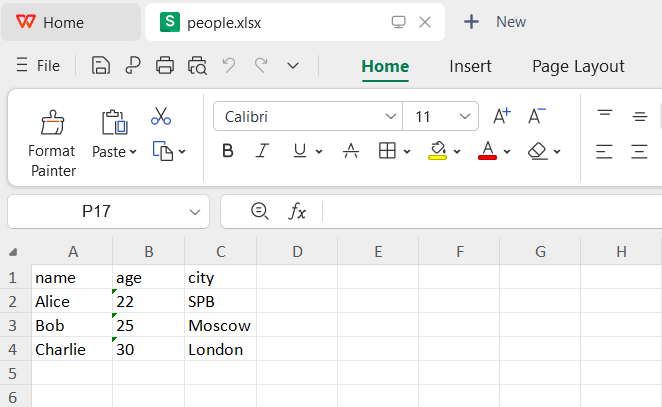 Home people.xlsx New
File Home Insert Page Layout
Calibri 11 A+ A−
Format Painter Paste B I U A A
P17 fx
A B C D E F G H
1 name age city
2 Alice 22 SPB
3 Bob 25 Moscow
4 Charlie 30 London
5
6